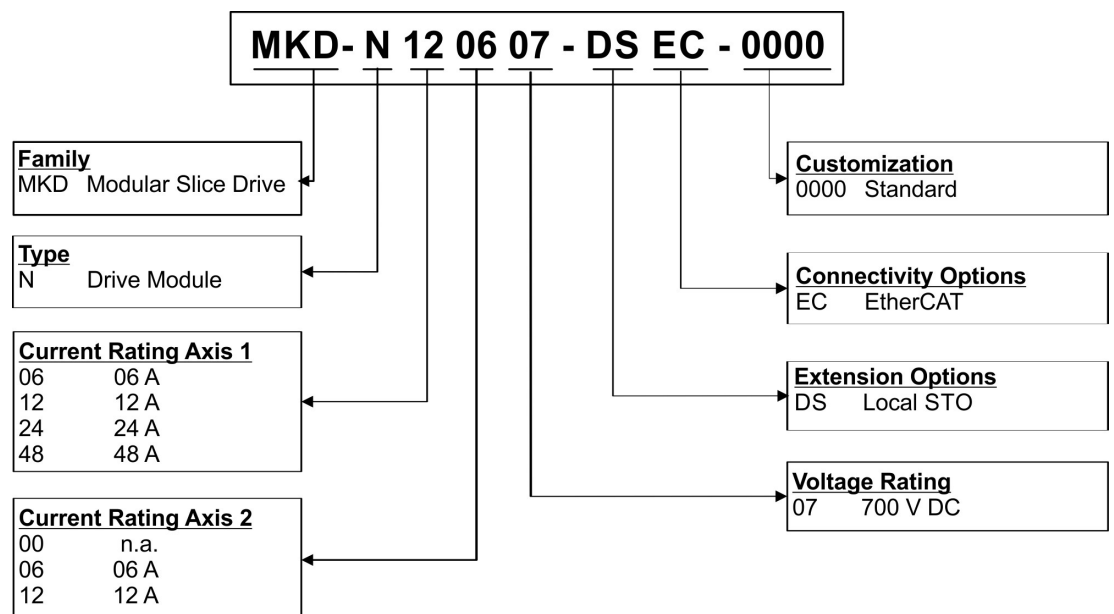 MKD- N 12 06 07 - DS EC - 0000
Family
MKD Modular Slice Drive
Type
N Drive Module
Current Rating Axis 1
06 06 A
12 12 A
24 24 A
48 48 A
Current Rating Axis 2
00 n.a.
06 06 A
12 12 A
Customization
0000 Standard
Connectivity Options
EC EtherCAT
Extension Options
DS Local STO
Voltage Rating
07 700 V DC